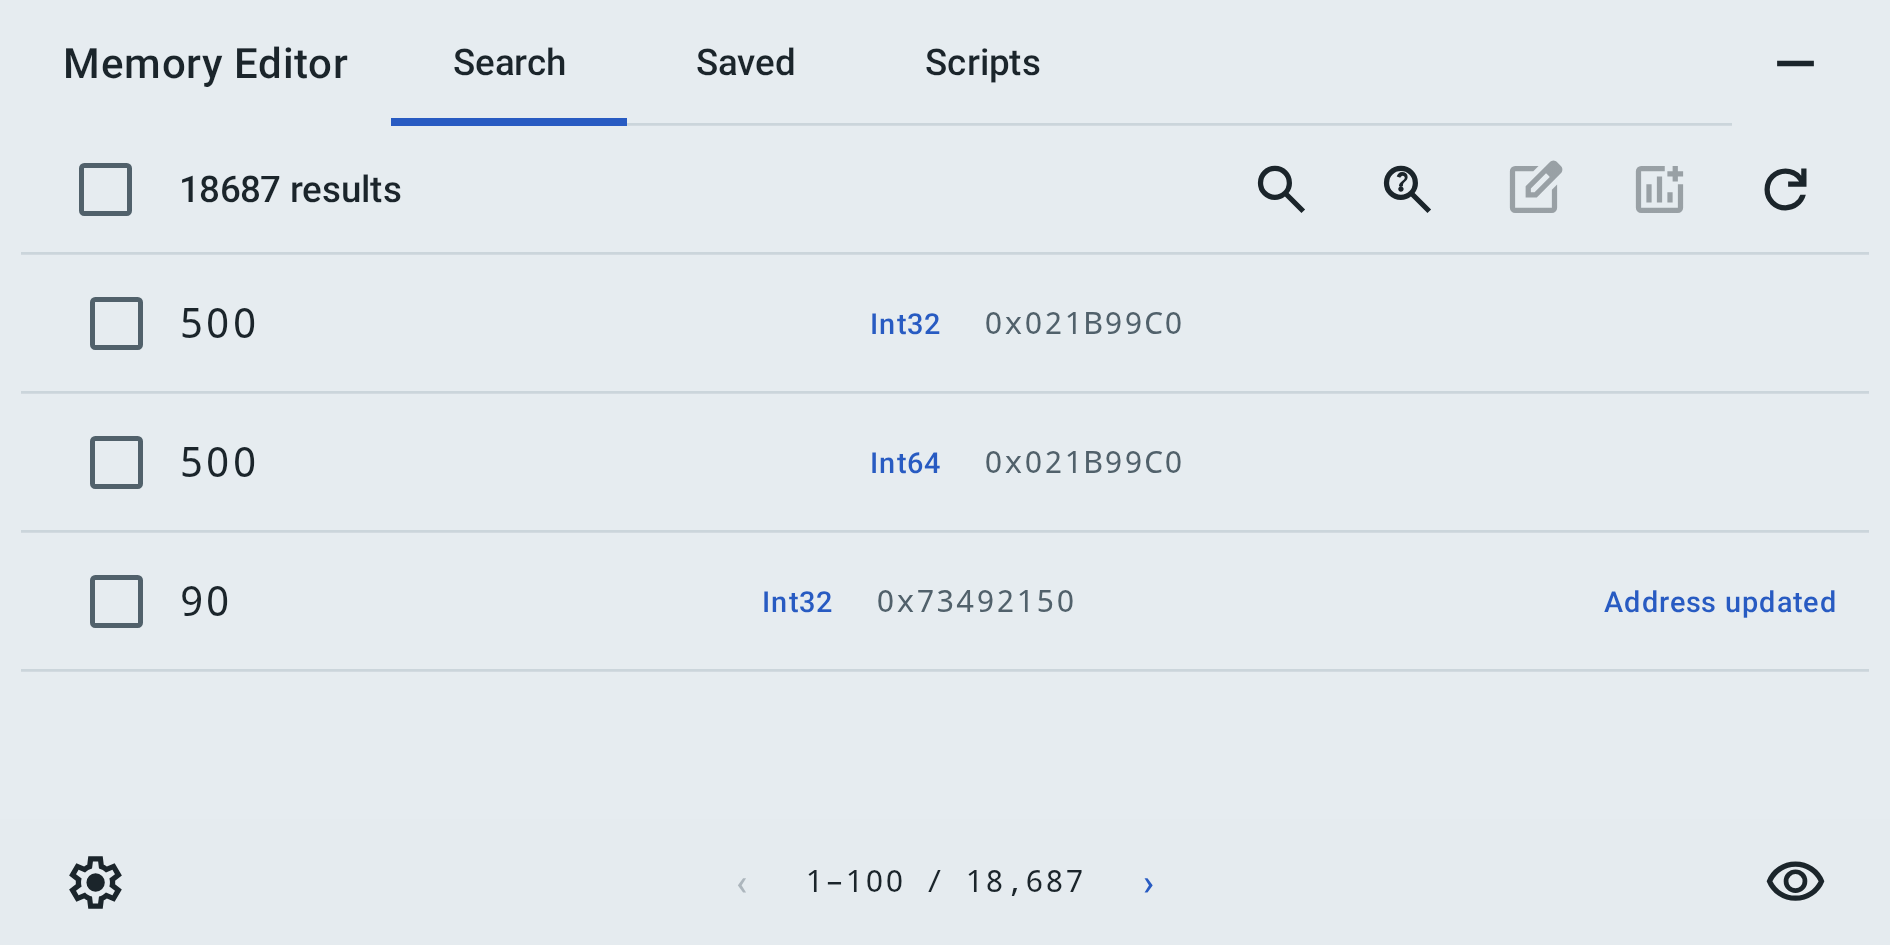 Memory Editor Search Saved Scripts
18687 results
500 Int32 0x021B99C0
500 Int64 0x021B99C0
90 Int32 0x73492150 Address updated
‹ 1–100 / 18,687 ›